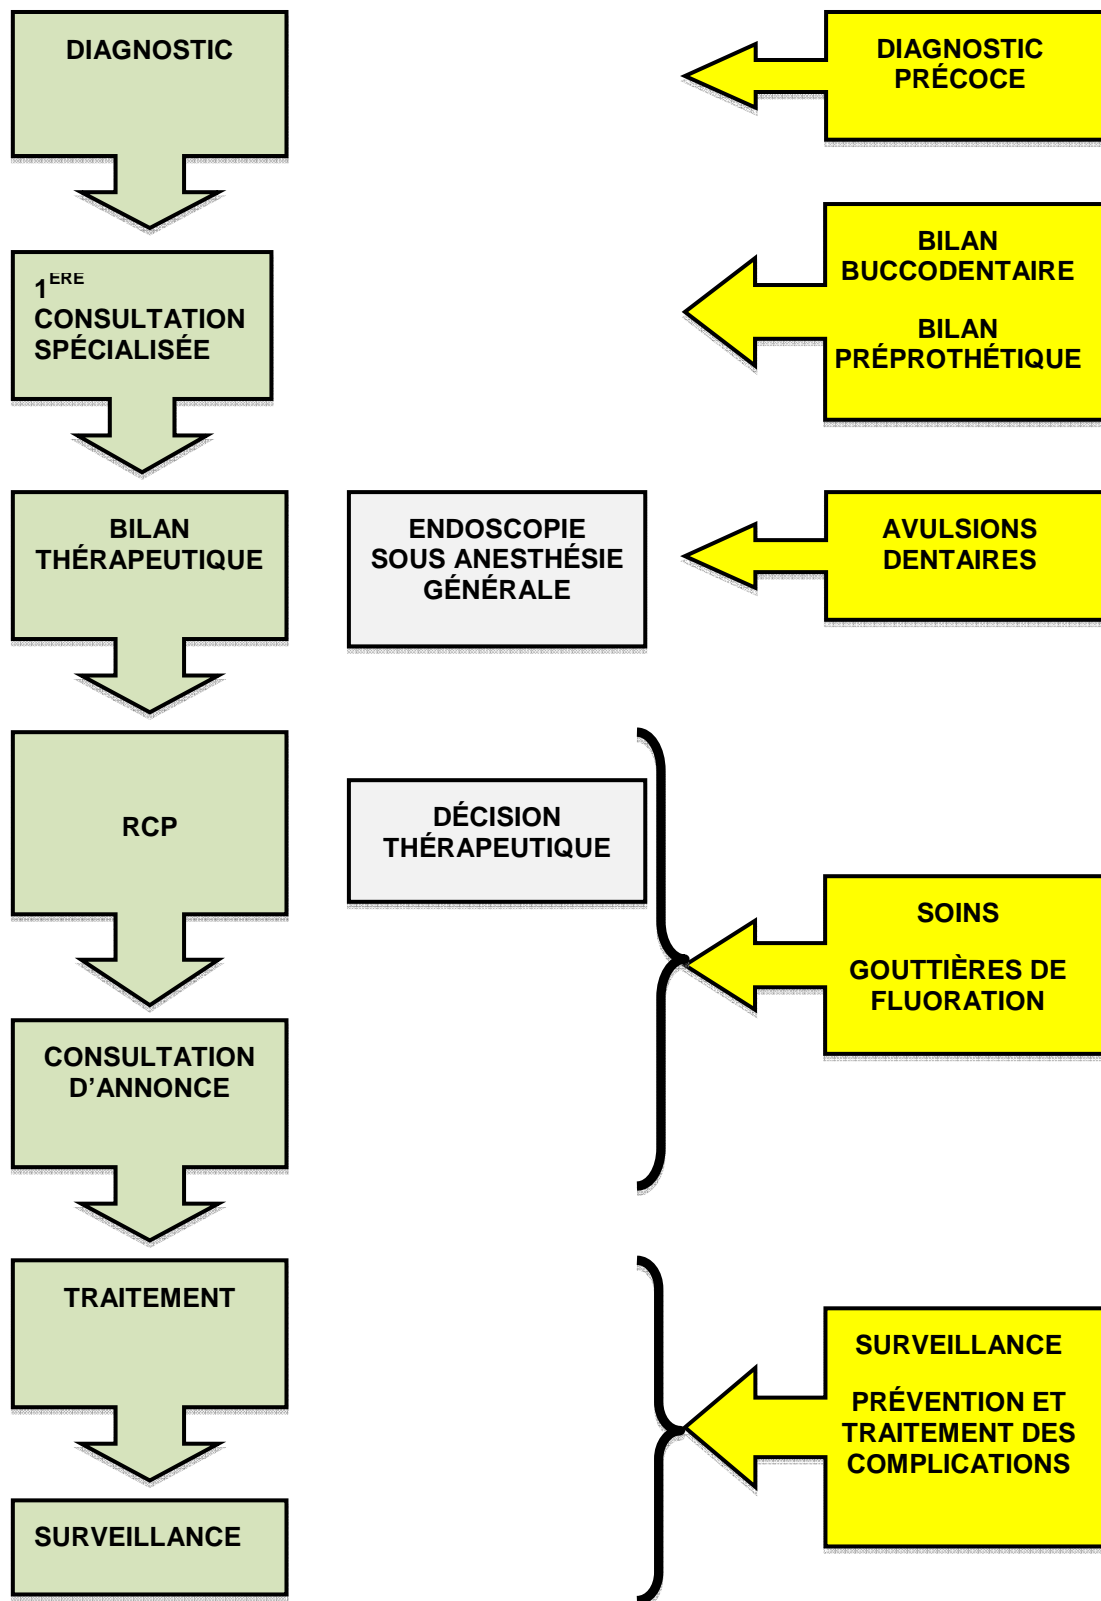 DIAGNOSTIC
DIAGNOSTIC
PRÉCOCE
1ERE
CONSULTATION
SPÉCIALISÉE
BILAN
BUCCODENTAIRE
BILAN
PRÉPROTHÉTIQUE
BILAN
THÉRAPEUTIQUE
ENDOSCOPIE
SOUS ANESTHÉSIE
GÉNÉRALE
AVULSIONS
DENTAIRES
RCP
DÉCISION
THÉRAPEUTIQUE
SOINS
GOUTTIÈRES DE
FLUORATION
CONSULTATION
D’ANNONCE
TRAITEMENT
SURVEILLANCE
PRÉVENTION ET
TRAITEMENT DES
COMPLICATIONS
SURVEILLANCE